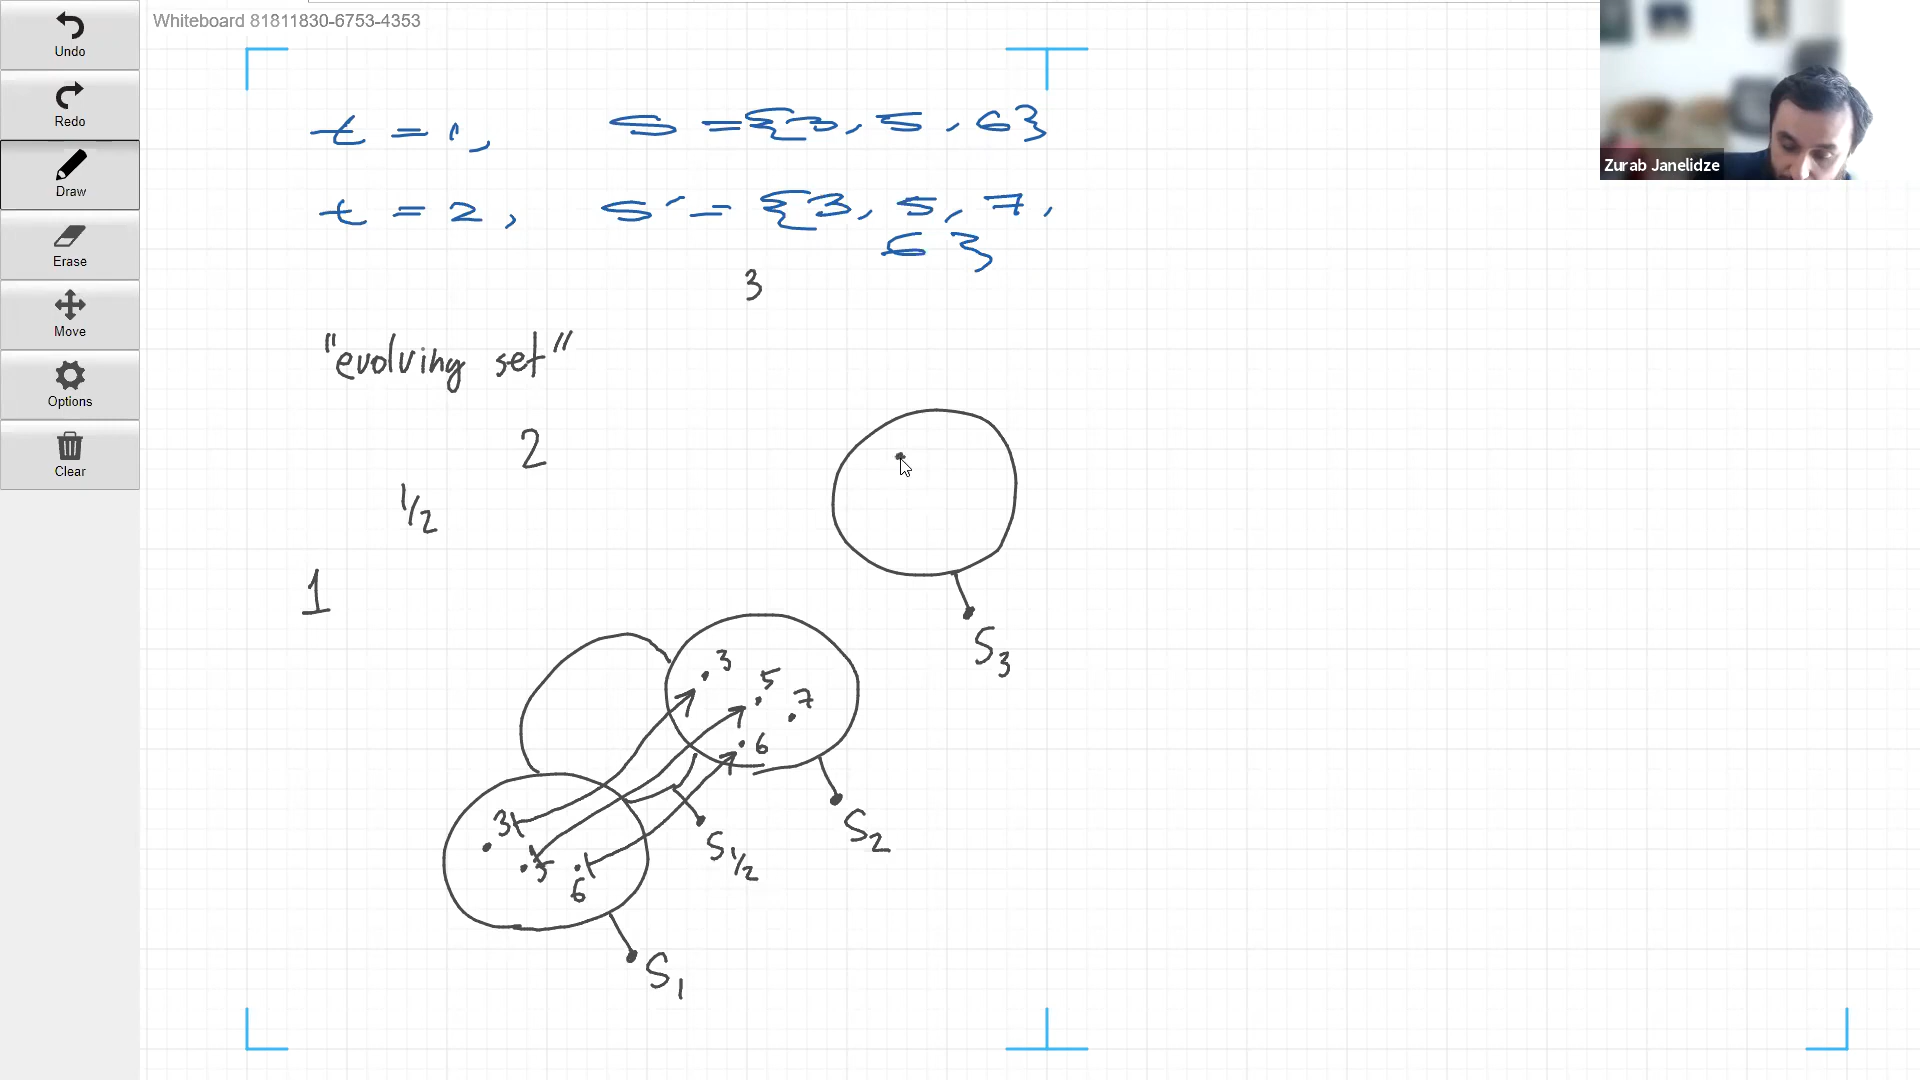 Whiteboard 81811830-6753-4353
Undo
Redo
Draw
Erase
Move
Options
Clear
Zurab Janelidze
t = 1, S = {3, 5, 6}
t = 2, S' = {3, 5, 7,
6}
3
"evolving set"
2
1/2
1
S3
3
5
7
6
S2
3
5
6
S1/2
S1